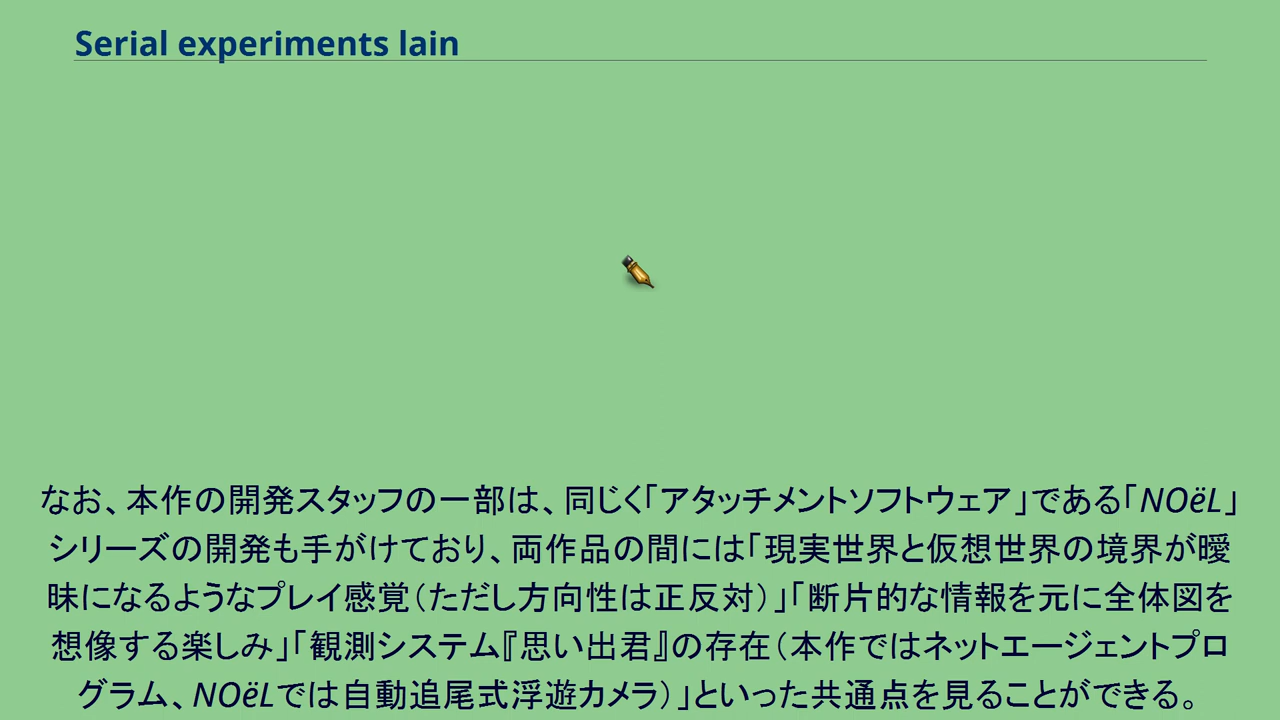 Serial experiments lain
なお、本作の開発スタッフの一部は、同じく「アタッチメントソフトウェア」である「NOëL」
シリーズの開発も手がけており、両作品の間には「現実世界と仮想世界の境界が曖
昧になるようなプレイ感覚(ただし方向性は正反対)」「断片的な情報を元に全体図を
想像する楽しみ」「観測システム『思い出君』の存在(本作ではネットエージェントプロ
グラム、NOëLでは自動追尾式浮遊カメラ)」といった共通点を見ることができる。